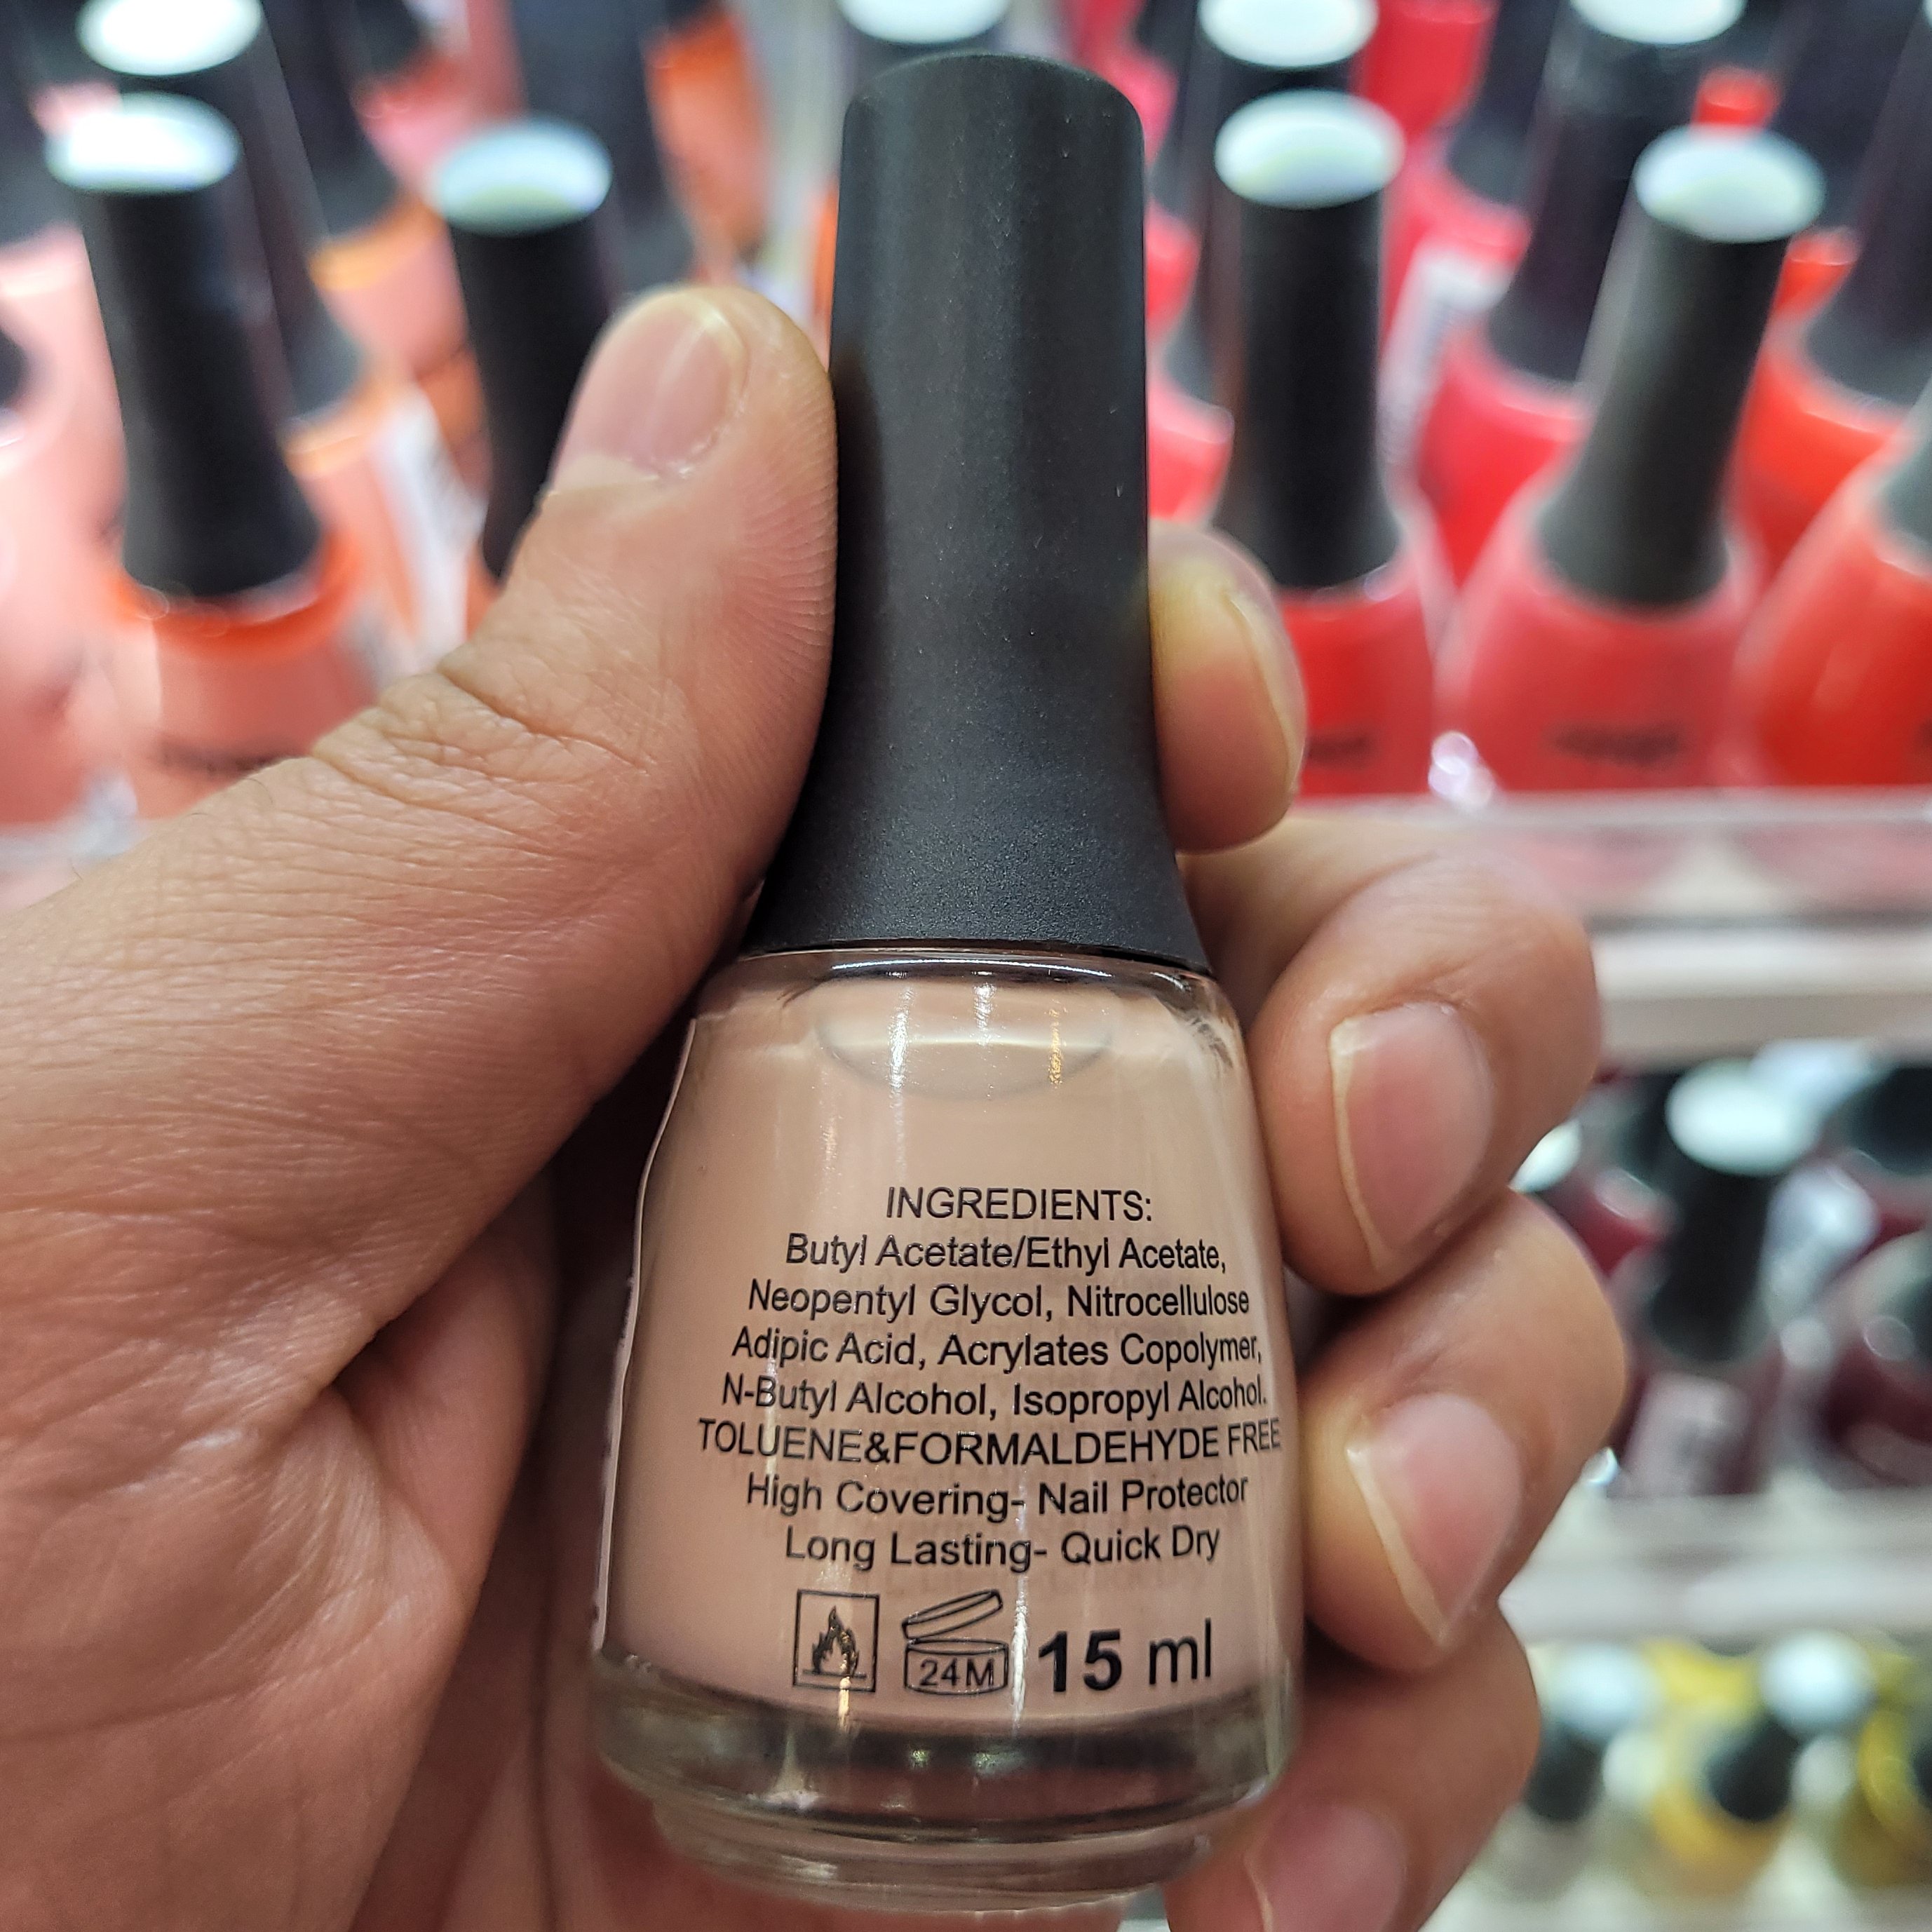 INGREDIENTS:
Butyl Acetate/Ethyl Acetate,
Neopentyl Glycol, Nitrocellulose
Adipic Acid, Acrylates Copolymer,
N-Butyl Alcohol, Isopropyl Alcohol.
TOLUENE&FORMALDEHYDE FREE
High Covering- Nail Protector
Long Lasting- Quick Dry
24M 15 ml